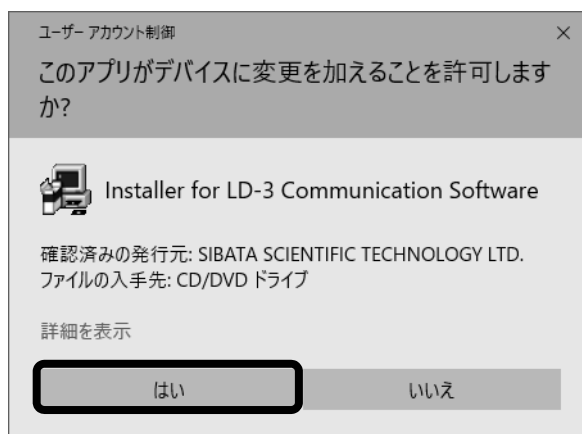 ユーザー アカウント制御
このアプリがデバイスに変更を加えることを許可します
か?
Installer for LD-3 Communication Software
確認済みの発行元: SIBATA SCIENTIFIC TECHNOLOGY LTD.
ファイルの入手先: CD/DVD ドライブ
詳細を表示
はい
いいえ